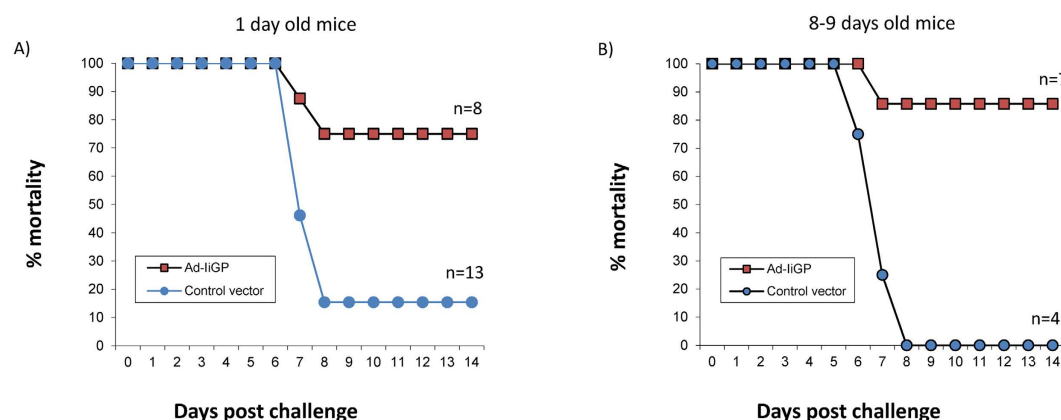 1 day old mice
A)
100
90
80
70
60
50
40
30
20
10
0
% mortality
n=8
n=13
Ad-IiGP
Control vector
0 1 2 3 4 5 6 7 8 9 10 11 12 13 14
Days post challenge
8-9 days old mice
B)
100
90
80
70
60
50
40
30
20
10
0
% mortality
n=7
n=4
Ad-IiGP
Control vector
0 1 2 3 4 5 6 7 8 9 10 11 12 13 14
Days post challenge